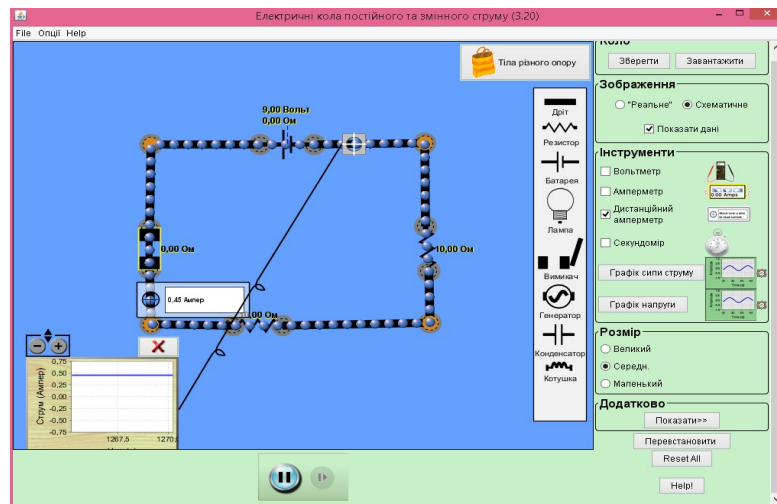 Електричні кола постійного та змінного струму (3.20)
File Опції Help
Тіла різного опору
9,00 Вольт
0,00 Ом
0,00 Ом
10,00 Ом
0,45 Ампер
Струм (Ампер)
0,75
0,50
0,25
0,00
-0,25
-0,50
-0,75
1267,5
Дріт
Резистор
Батарея
Лампа
Вимикач
Генератор
Конденсатор
Котушка
Коло
Зберегти
Завантажити
Зображення
"Реальне"
Схематичне
Показати дані
Інструменти
Вольтметр
Амперметр
0.00 Amps
Дистанційний
амперметр
Секундомір
Графік сили струму
Графік напруги
Розмір
Великий
Середн.
Маленький
Додатково
Показати>>
Перевстановити
Reset All
Help!